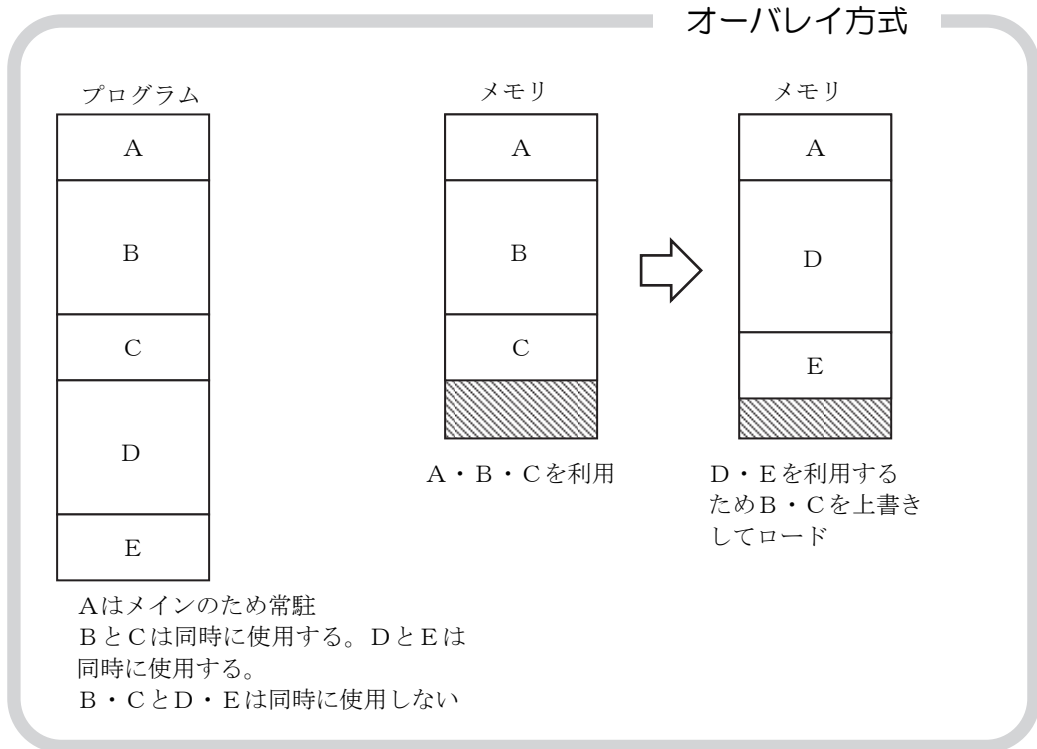 オーバレイ方式
プログラム
A
B
C
D
E
Aはメインのため常駐
BとCは同時に使用する。DとEは
同時に使用する。
B・CとD・Eは同時に使用しない
メモリ
A
B
C
A・B・Cを利用
メモリ
A
D
E
D・Eを利用する
ためB・Cを上書き
してロード